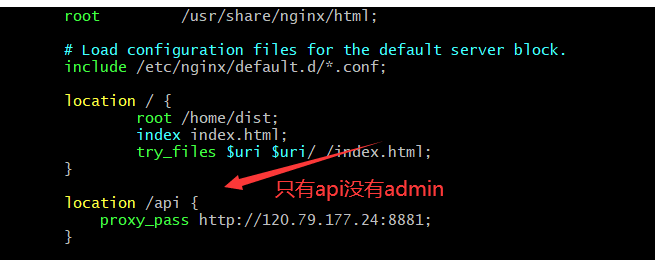 root         /usr/share/nginx/html;
# Load configuration files for the default server block.
include /etc/nginx/default.d/*.conf;
location / {
root /home/dist;
index index.html;
try_files $uri $uri/ /index.html;
}
只有api没有admin
location /api {
proxy_pass http://120.79.177.24:8881;
}